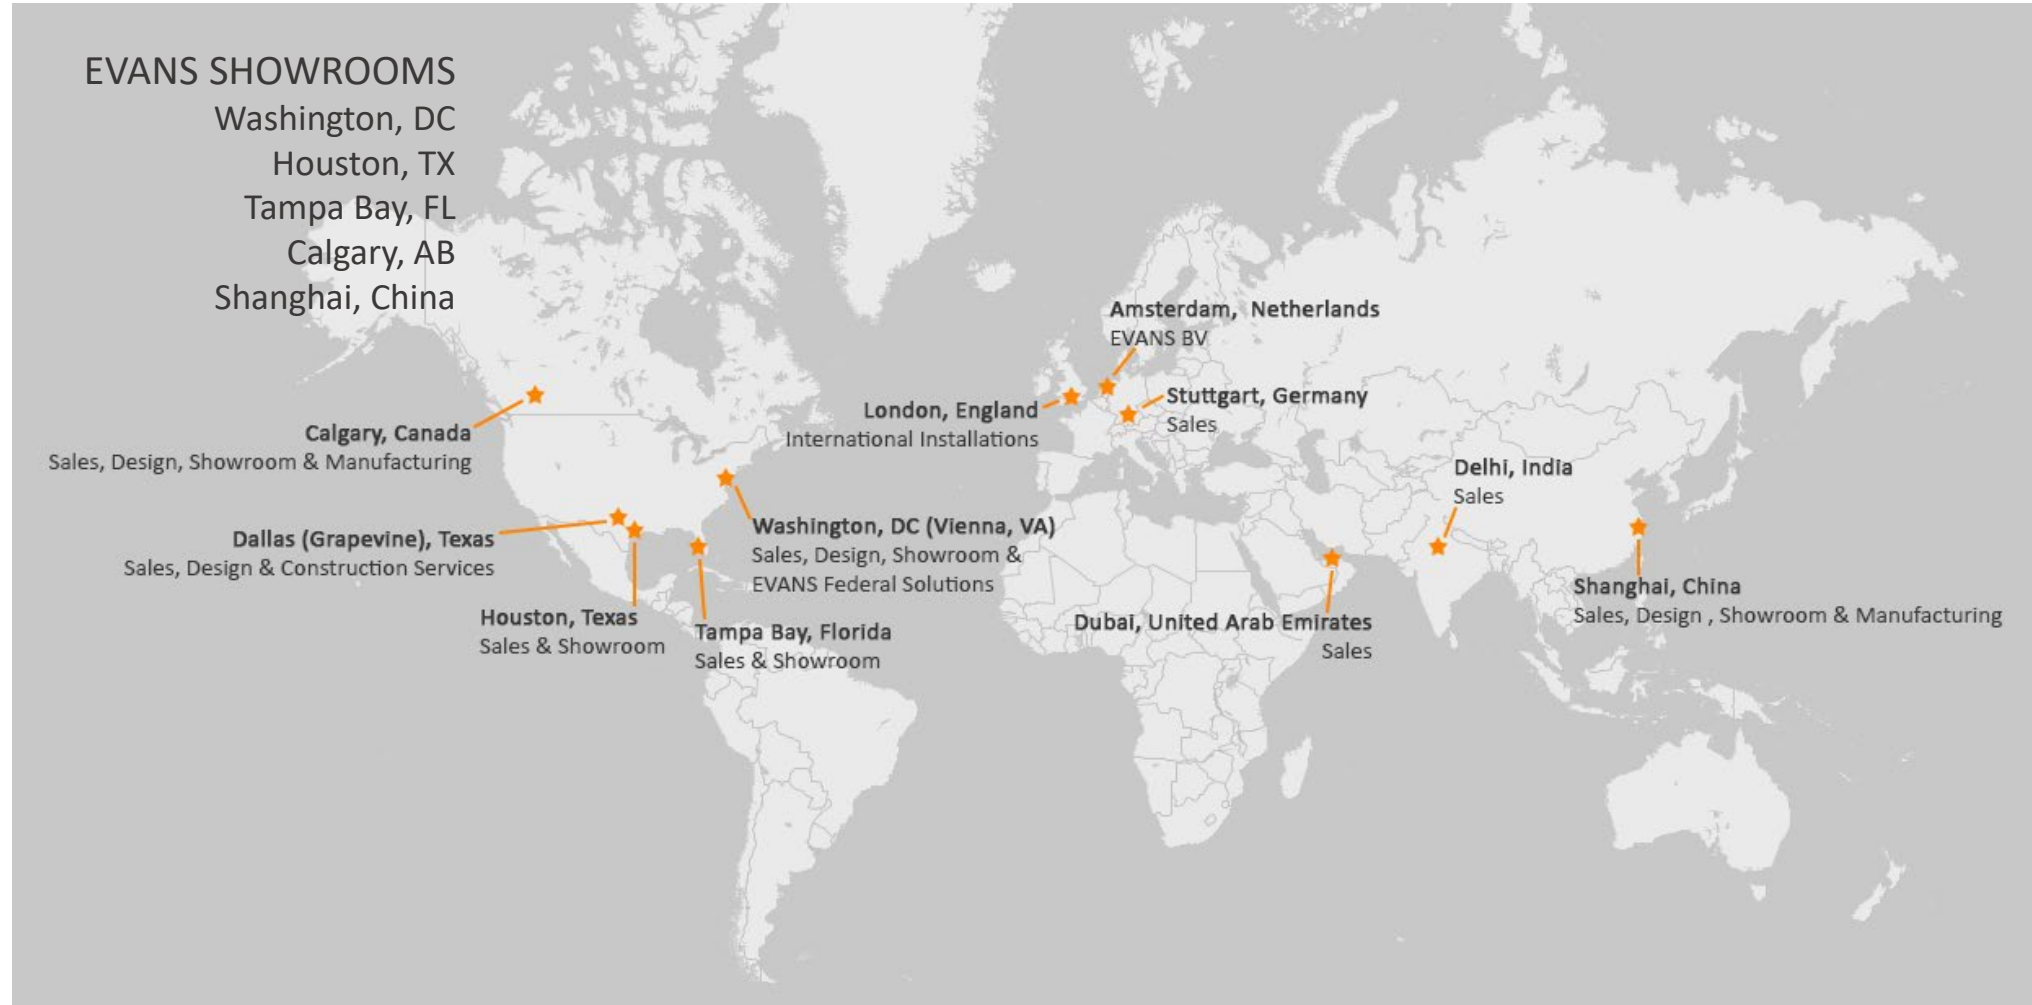 EVANS SHOWROOMS
Washington, DC
Houston, TX
Tampa Bay, FL
Calgary, AB
Shanghai, China
Amsterdam, Netherlands
EVANS BV
London, England
International Installations
Stuttgart, Germany
Sales
Calgary, Canada
Sales, Design, Showroom & Manufacturing
Delhi, India
Sales
Dallas (Grapevine), Texas
Sales, Design & Construction Services
Washington, DC (Vienna, VA)
Sales, Design, Showroom &
EVANS Federal Solutions
Houston, Texas
Sales & Showroom
Tampa Bay, Florida
Sales & Showroom
Dubai, United Arab Emirates
Sales
Shanghai, China
Sales, Design , Showroom & Manufacturing